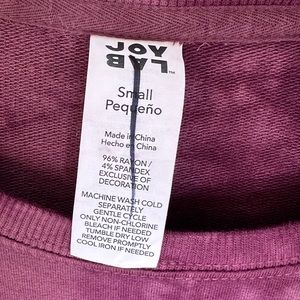 JOY
LAB™
Small
Pequeño
Made in China
Hecho en China
96% RAYON /
4% SPANDEX
EXCLUSIVE OF
DECORATION
MACHINE WASH COLD
SEPARATELY
GENTLE CYCLE
ONLY NON-CHLORINE
BLEACH IF NEEDED
TUMBLE DRY LOW
REMOVE PROMPTLY
COOL IRON IF NEEDED